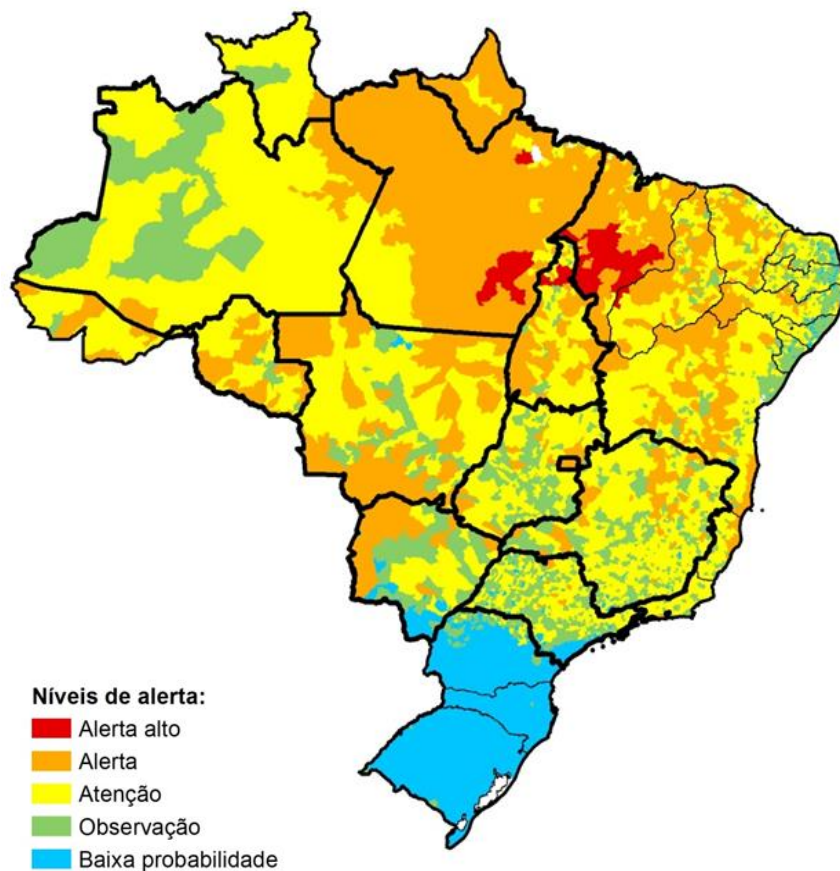 Níveis de alerta:
Alerta alto
Alerta
Atenção
Observação
Baixa probabilidade